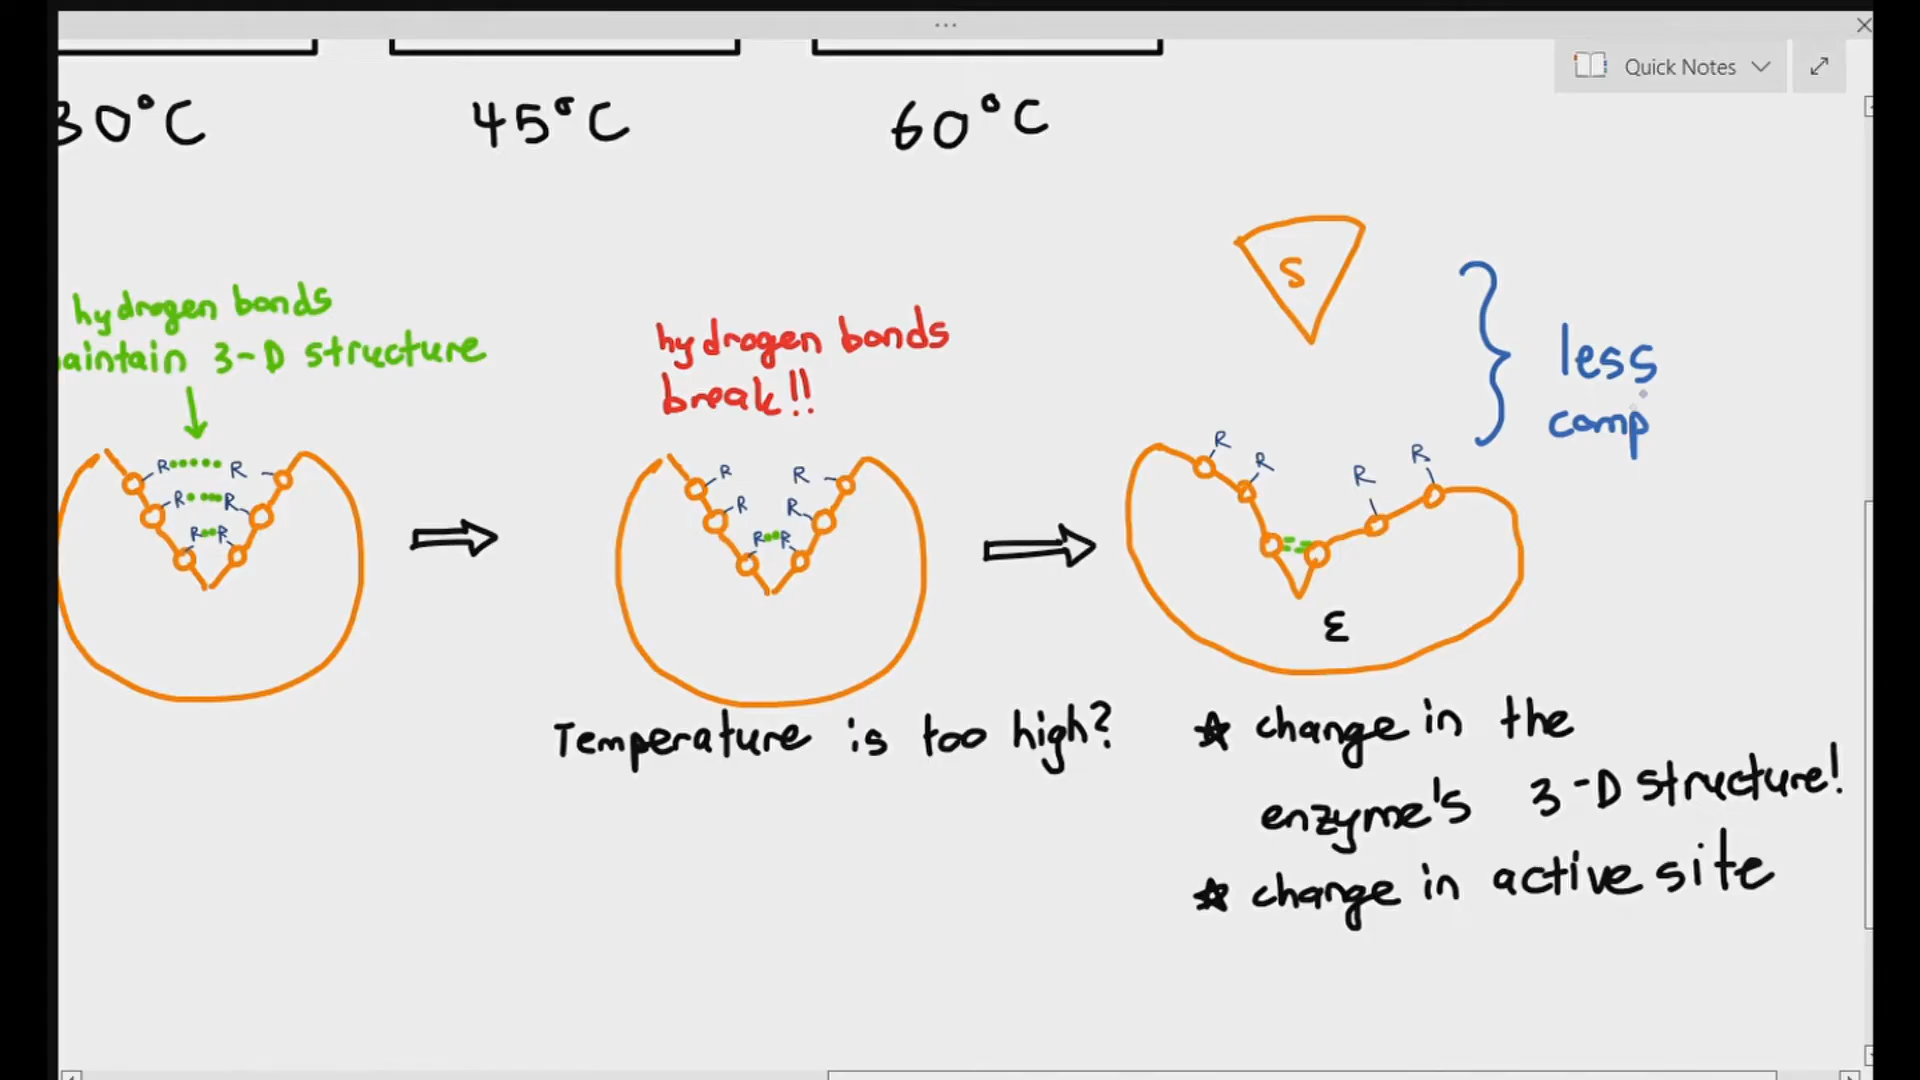 Quick Notes
30°C
45°C
60°C
S
hydrogen bonds
maintain 3-D structure
hydrogen bonds
break!!
less
comp
R R
R R
R R
R R
R R
R R
R R R R
E
Temperature is too high?
★ change in the
enzyme's 3-D structure!
★ change in active site